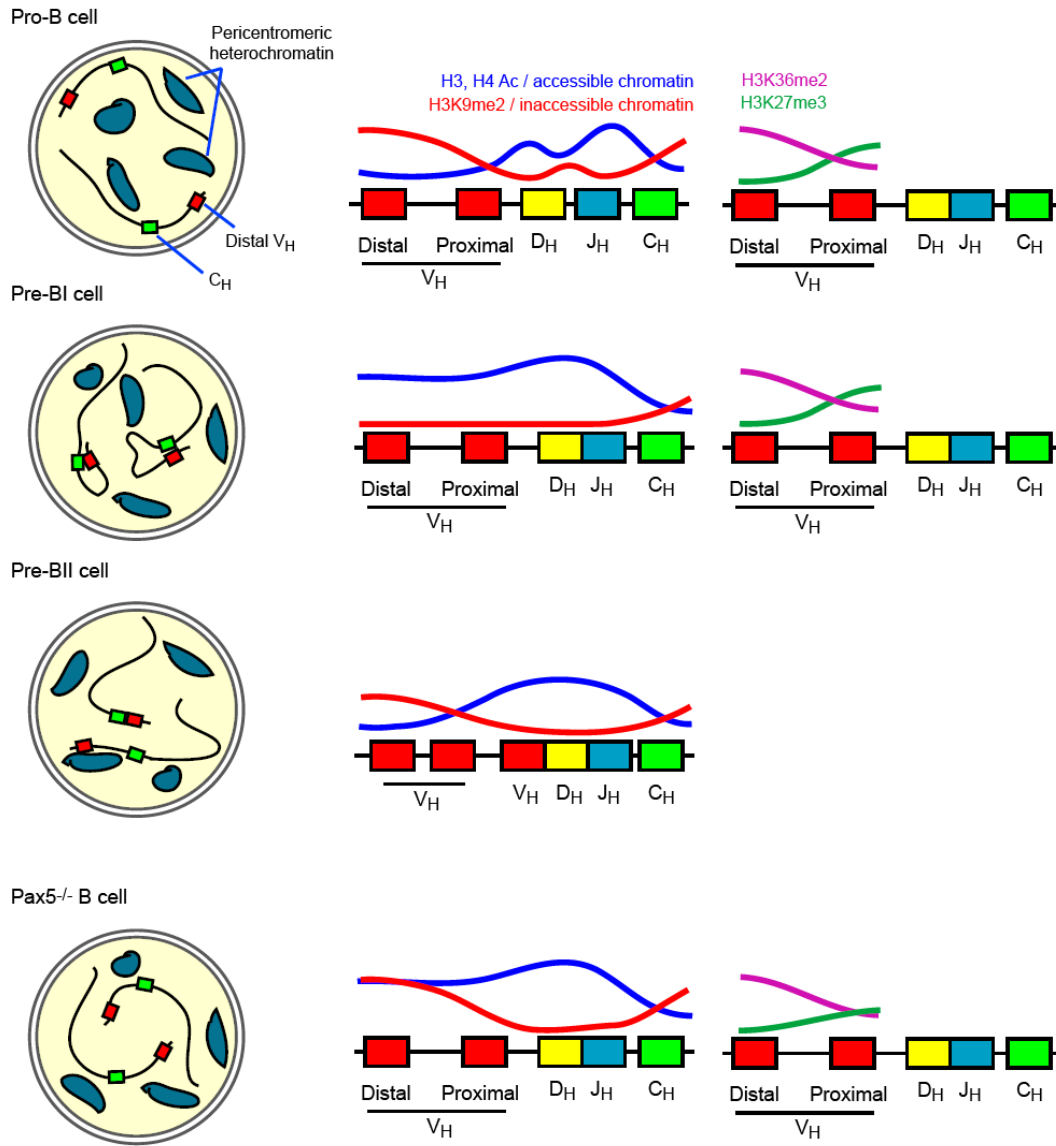 Pro-B cell
Pericentromeric
heterochromatin
H3, H4 Ac / accessible chromatin
H3K9me2 / inaccessible chromatin
H3K36me2
H3K27me3
Distal VH
CH
Distal Proximal DH JH CH
VH
Distal Proximal DH JH CH
VH
Pre-BI cell
Distal Proximal DH JH CH
VH
Distal Proximal DH JH CH
VH
Pre-BII cell
VH VH DH JH CH
Pax5-/- B cell
Distal Proximal DH JH CH
VH
Distal Proximal DH JH CH
VH